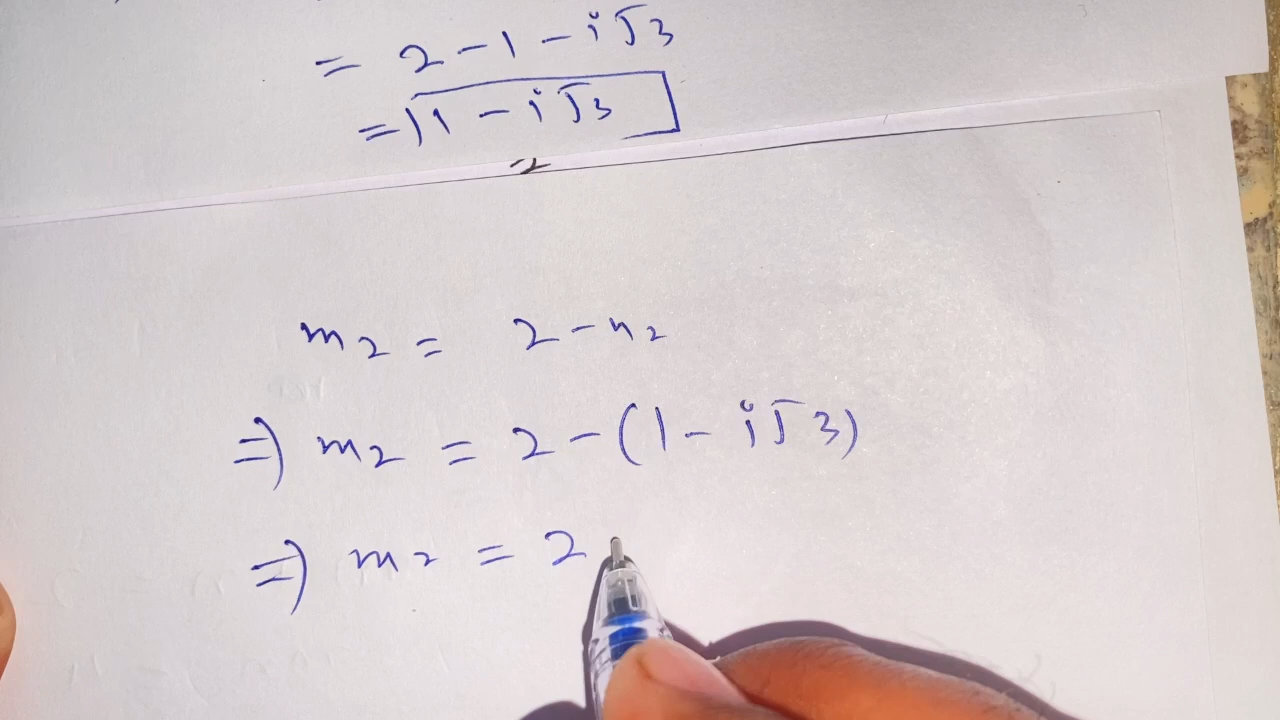 = 2 - 1 - i√3
= 1 - i√3
m2 = 2 - n2
⇒ m2 = 2 - (1 - i√3)
⇒ m2 = 2